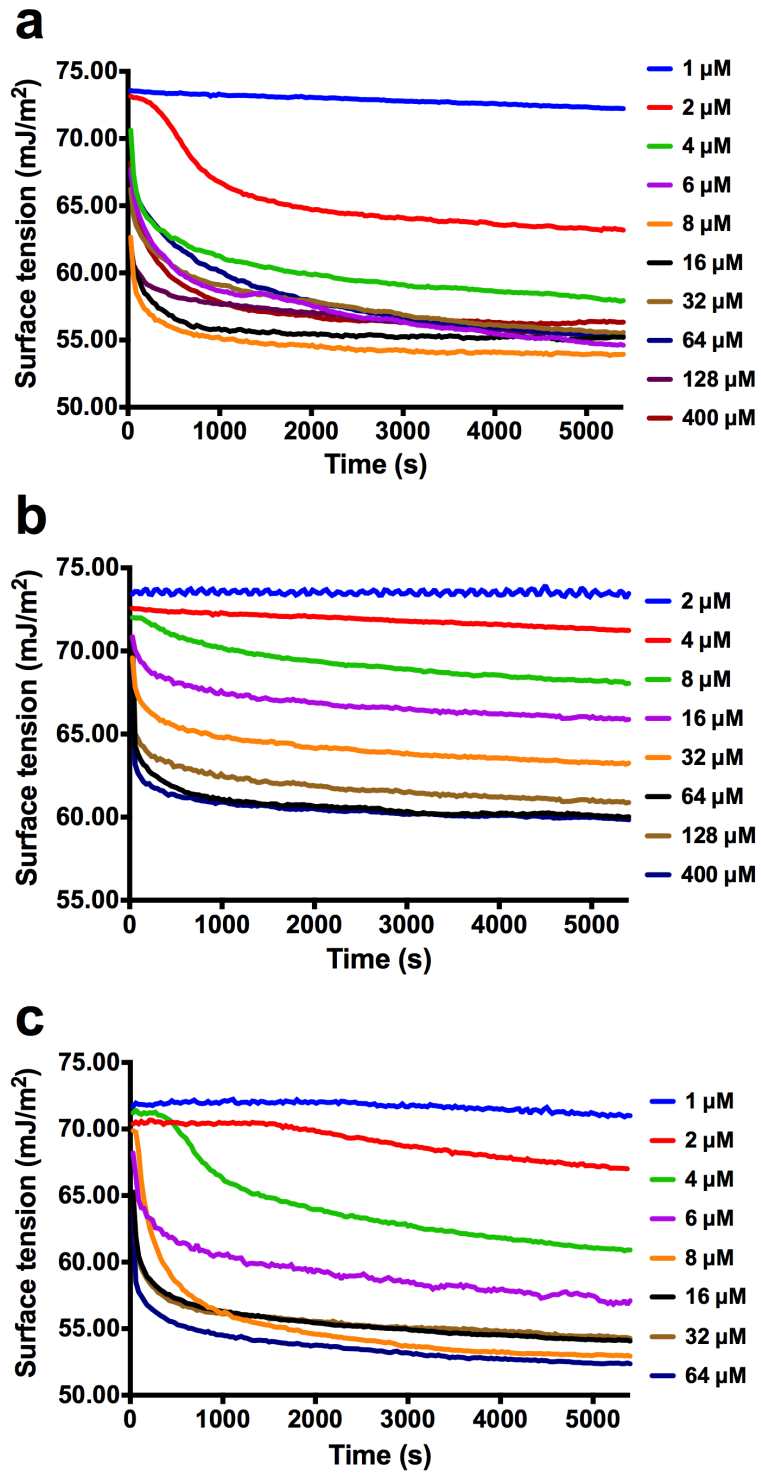 a
75.00
70.00
65.00
60.00
55.00
50.00
Surface tension (mJ/m²)
0 1000 2000 3000 4000 5000
Time (s)
1 µM
2 µM
4 µM
6 µM
8 µM
16 µM
32 µM
64 µM
128 µM
400 µM
b
75.00
70.00
65.00
60.00
55.00
Surface tension (mJ/m²)
0 1000 2000 3000 4000 5000
Time (s)
2 µM
4 µM
8 µM
16 µM
32 µM
64 µM
128 µM
400 µM
c
75.00
70.00
65.00
60.00
55.00
50.00
Surface tension (mJ/m²)
0 1000 2000 3000 4000 5000
Time (s)
1 µM
2 µM
4 µM
6 µM
8 µM
16 µM
32 µM
64 µM